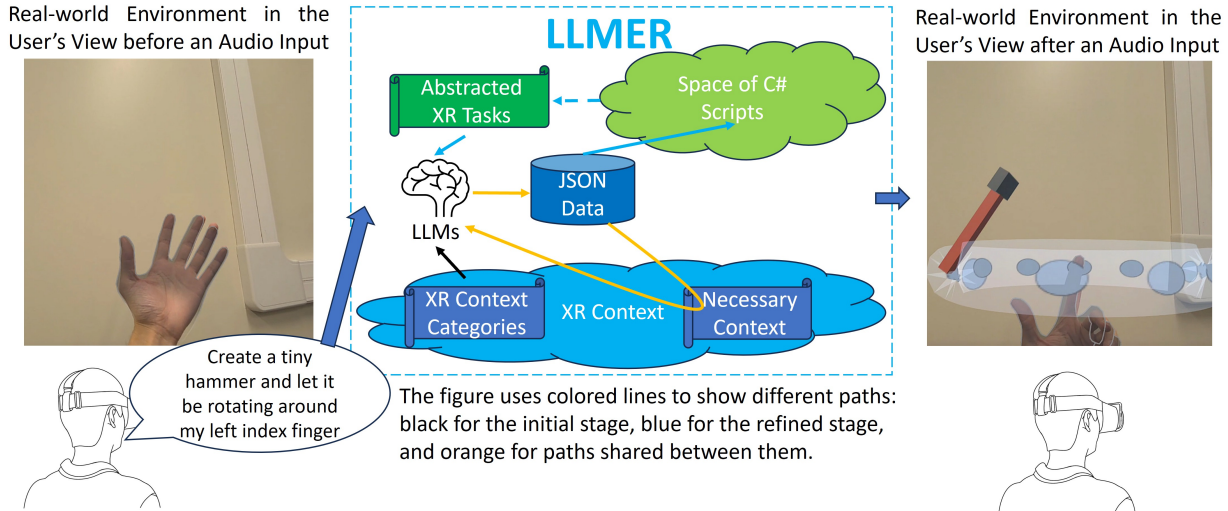 Real-world Environment in the
User's View before an Audio Input
LLMER
Abstracted
XR Tasks
Space of C#
Scripts
JSON
Data
LLMs
XR Context
Categories
XR Context
Necessary
Context
Create a tiny
hammer and let it
be rotating around
my left index finger
The figure uses colored lines to show different paths:
black for the initial stage, blue for the refined stage,
and orange for paths shared between them.
Real-world Environment in the
User's View after an Audio Input